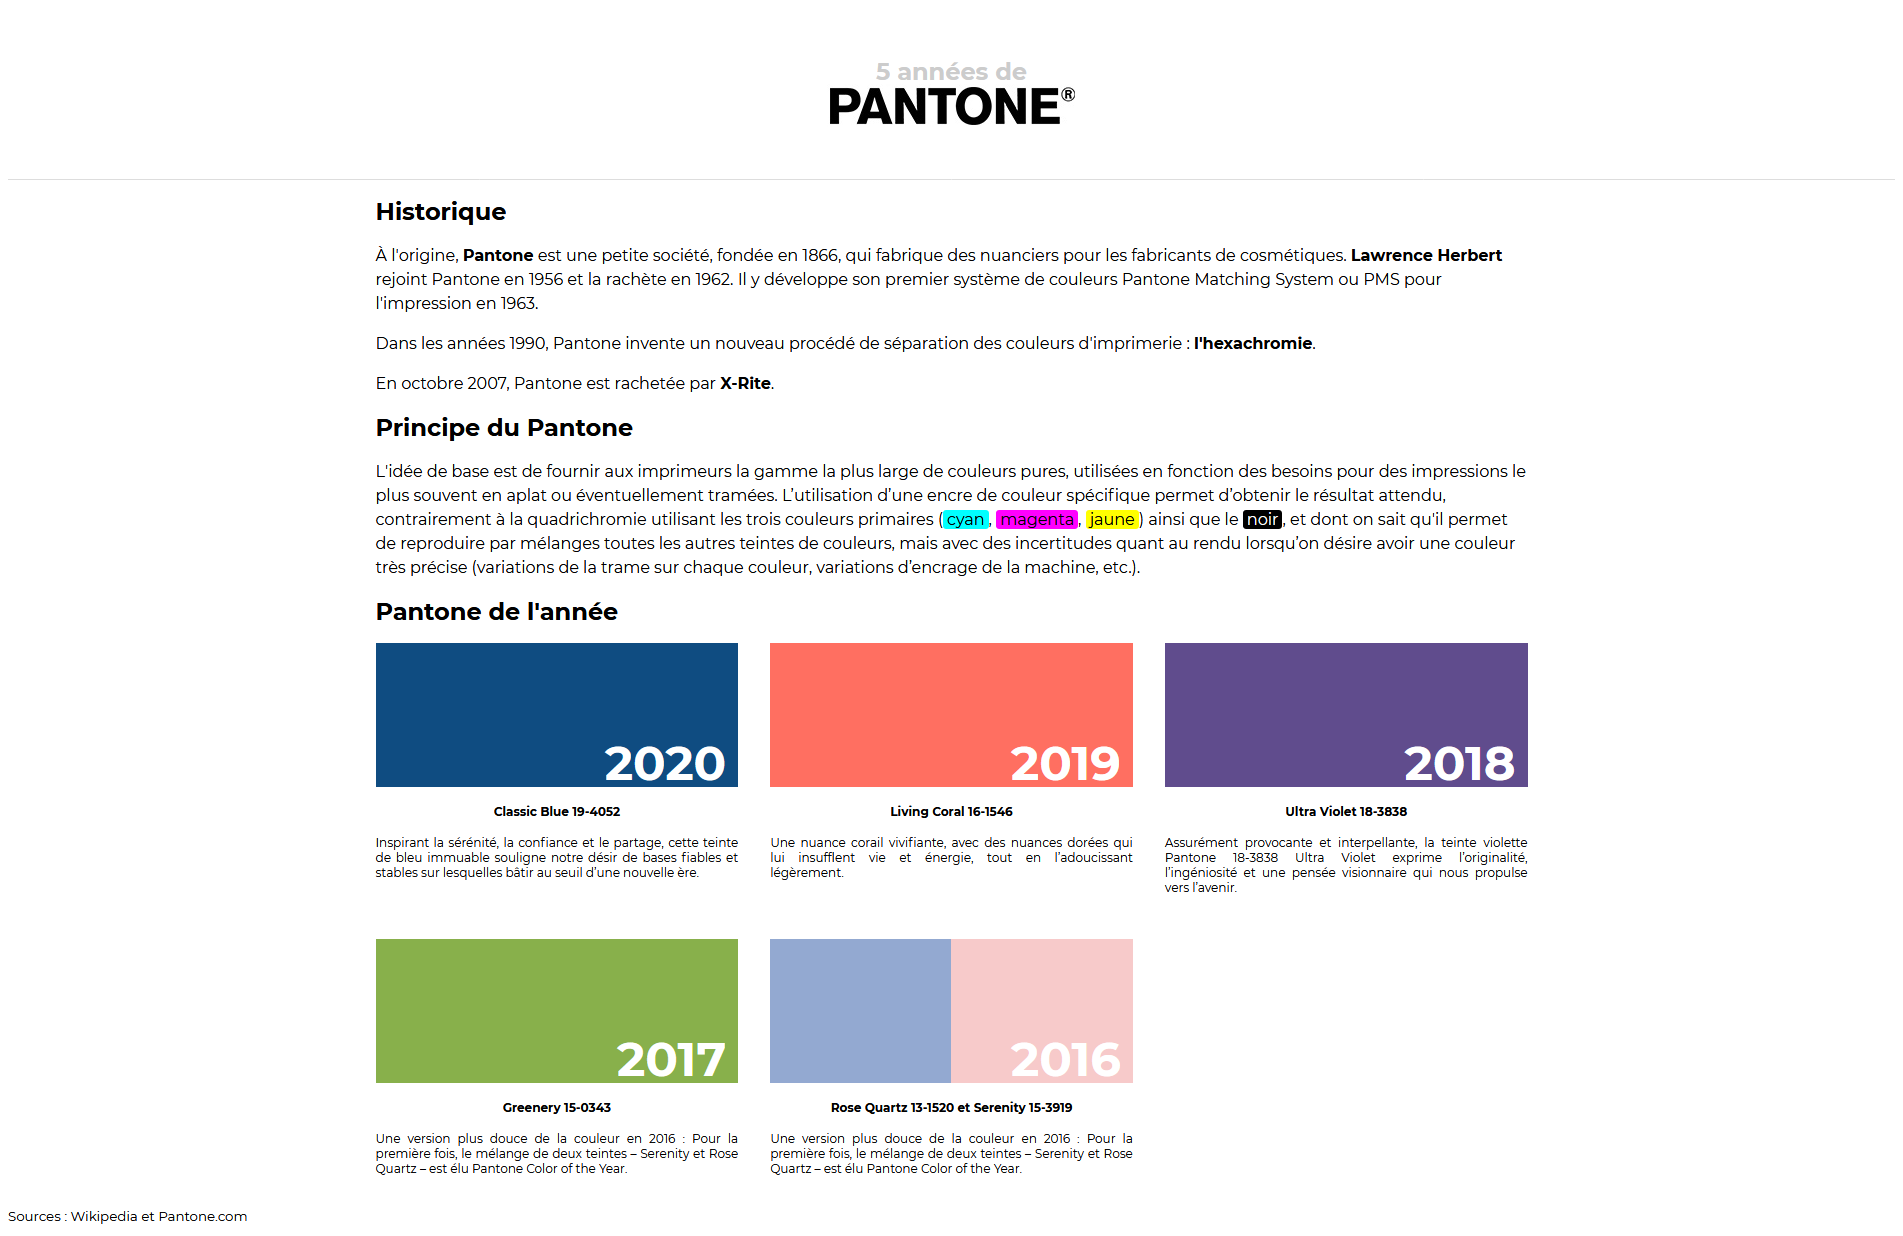 5 années de
PANTONE®
Historique
À l'origine, Pantone est une petite société, fondée en 1866, qui fabrique des nuanciers pour les fabricants de cosmétiques. Lawrence Herbert
rejoint Pantone en 1956 et la rachète en 1962. Il y développe son premier système de couleurs Pantone Matching System ou PMS pour
l'impression en 1963.
Dans les années 1990, Pantone invente un nouveau procédé de séparation des couleurs d'imprimerie : l'hexachromie.
En octobre 2007, Pantone est rachetée par X-Rite.
Principe du Pantone
L'idée de base est de fournir aux imprimeurs la gamme la plus large de couleurs pures, utilisées en fonction des besoins pour des impressions le
plus souvent en aplat ou éventuellement tramées. L’utilisation d’une encre de couleur spécifique permet d’obtenir le résultat attendu,
contrairement à la quadrichromie utilisant les trois couleurs primaires (cyan, magenta, jaune) ainsi que le noir, et dont on sait qu'il permet
de reproduire par mélanges toutes les autres teintes de couleurs, mais avec des incertitudes quant au rendu lorsqu’on désire avoir une couleur
très précise (variations de la trame sur chaque couleur, variations d’encrage de la machine, etc.).
Pantone de l'année
2020
Classic Blue 19-4052
Inspirant la sérénité, la confiance et le partage, cette teinte
de bleu immuable souligne notre désir de bases fiables et
stables sur lesquelles bâtir au seuil d’une nouvelle ère.
2019
Living Coral 16-1546
Une nuance corail vivifiante, avec des nuances dorées qui
lui insufflent vie et énergie, tout en l’adoucissant
légèrement.
2018
Ultra Violet 18-3838
Assurément provocante et interpellante, la teinte violette
Pantone 18-3838 Ultra Violet exprime l’originalité,
l’ingéniosité et une pensée visionnaire qui nous propulse
vers l’avenir.
2017
Greenery 15-0343
Une version plus douce de la couleur en 2016 : Pour la
première fois, le mélange de deux teintes – Serenity et Rose
Quartz – est élu Pantone Color of the Year.
2016
Rose Quartz 13-1520 et Serenity 15-3919
Une version plus douce de la couleur en 2016 : Pour la
première fois, le mélange de deux teintes – Serenity et Rose
Quartz – est élu Pantone Color of the Year.
Sources : Wikipedia et Pantone.com